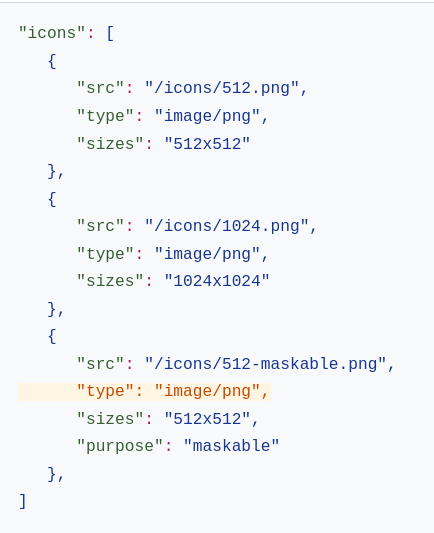 "icons": [
{
"src": "/icons/512.png",
"type": "image/png",
"sizes": "512x512"
},
{
"src": "/icons/1024.png",
"type": "image/png",
"sizes": "1024x1024"
},
{
"src": "/icons/512-maskable.png",
"type": "image/png",
"sizes": "512x512",
"purpose": "maskable"
},
]